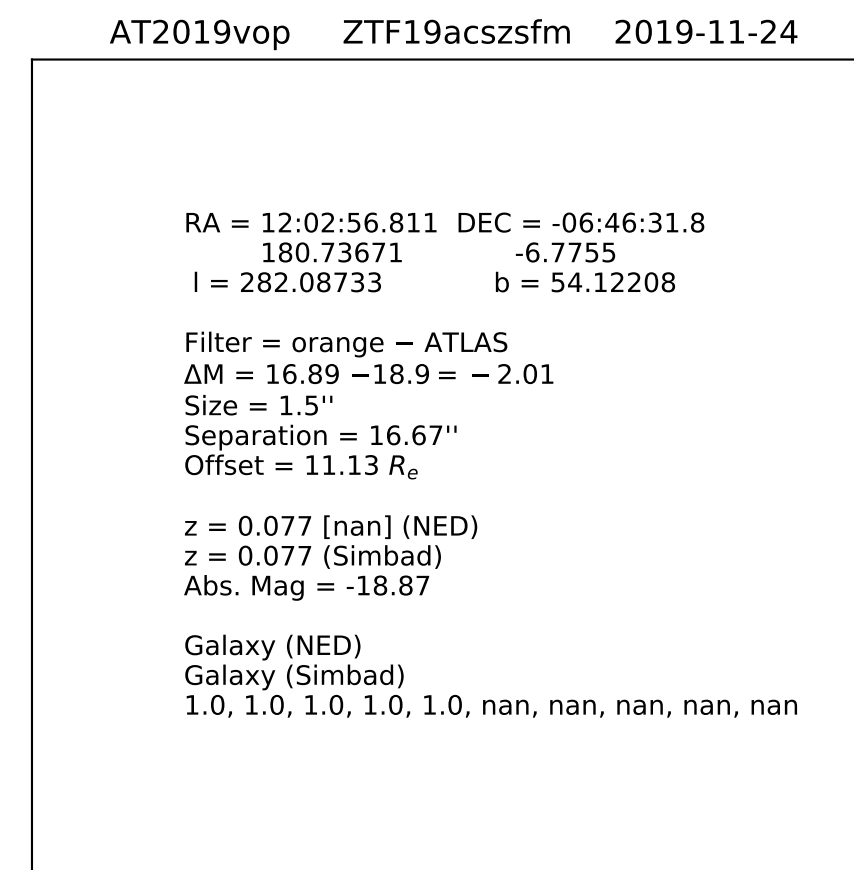 AT2019vop ZTF19acszsfm 2019-11-24
RA = 12:02:56.811 DEC = -06:46:31.8
180.73671 -6.7755
l = 282.08733 b = 54.12208
Filter = orange − ATLAS
ΔM = 16.89 −18.9 = − 2.01
Size = 1.5''
Separation = 16.67''
Offset = 11.13 Re
z = 0.077 [nan] (NED)
z = 0.077 (Simbad)
Abs. Mag = -18.87
Galaxy (NED)
Galaxy (Simbad)
1.0, 1.0, 1.0, 1.0, 1.0, nan, nan, nan, nan, nan